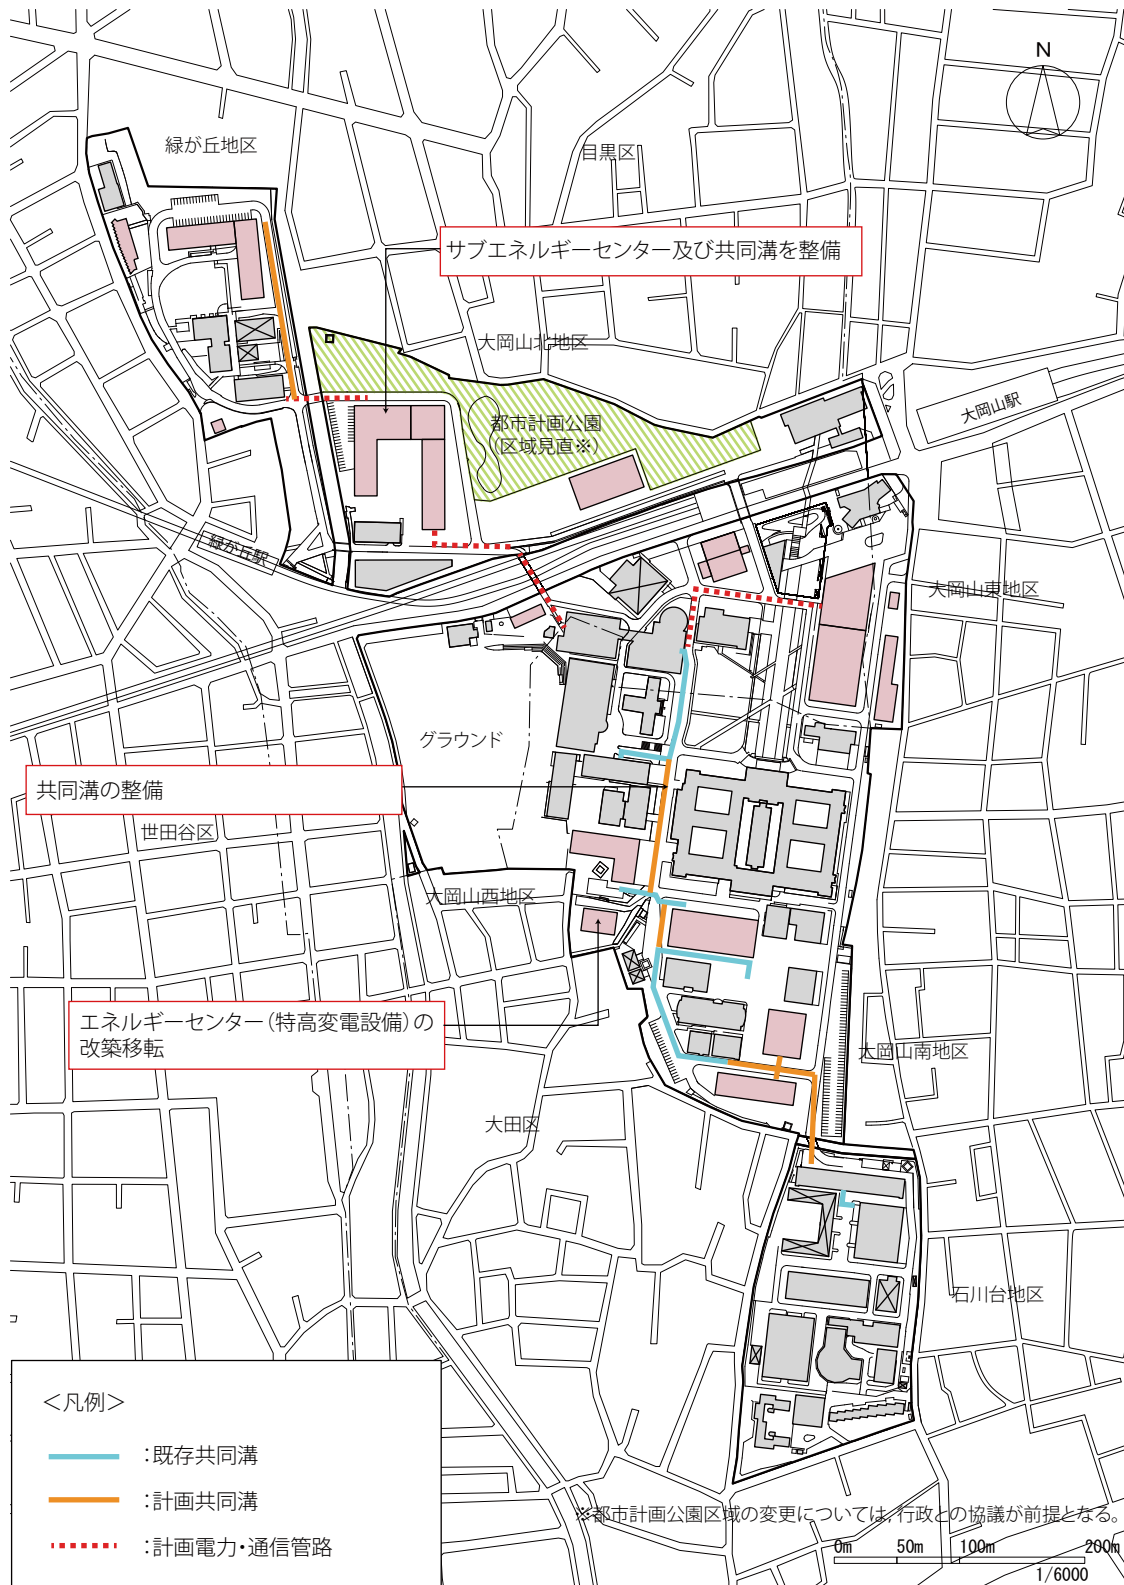 N
緑が丘地区
目黒区
サブエネルギーセンター及び共同溝を整備
大岡山北地区
大岡山駅
都市計画公園
(区域見直※)
緑が丘駅
大岡山東地区
グラウンド
共同溝の整備
世田谷区
大岡山西地区
エネルギーセンター(特高変電設備)の
改築移転
大岡山南地区
大田区
石川台地区
<凡例>
:既存共同溝
:計画共同溝
:計画電力・通信管路
※都市計画公園区域の変更については,行政との協議が前提となる。
0m 50m 100m 200m
1/6000